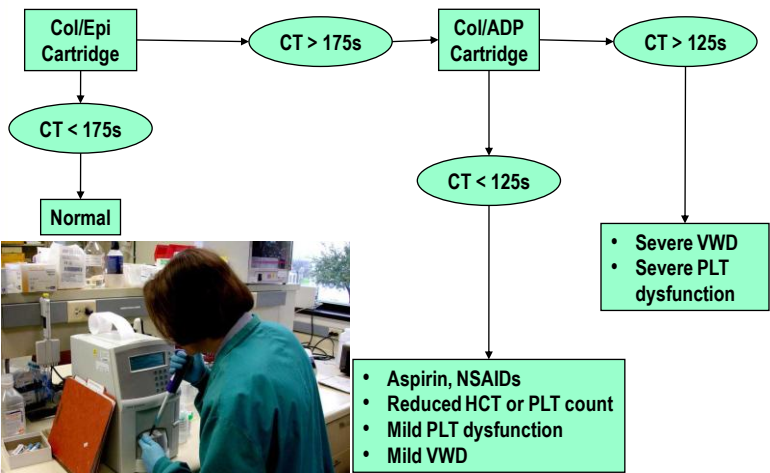 Col/Epi
Cartridge
CT > 175s
Col/ADP
Cartridge
CT > 125s
CT < 175s
CT < 125s
Normal
• Severe VWD
• Severe PLT
dysfunction
• Aspirin, NSAIDs
• Reduced HCT or PLT count
• Mild PLT dysfunction
• Mild VWD